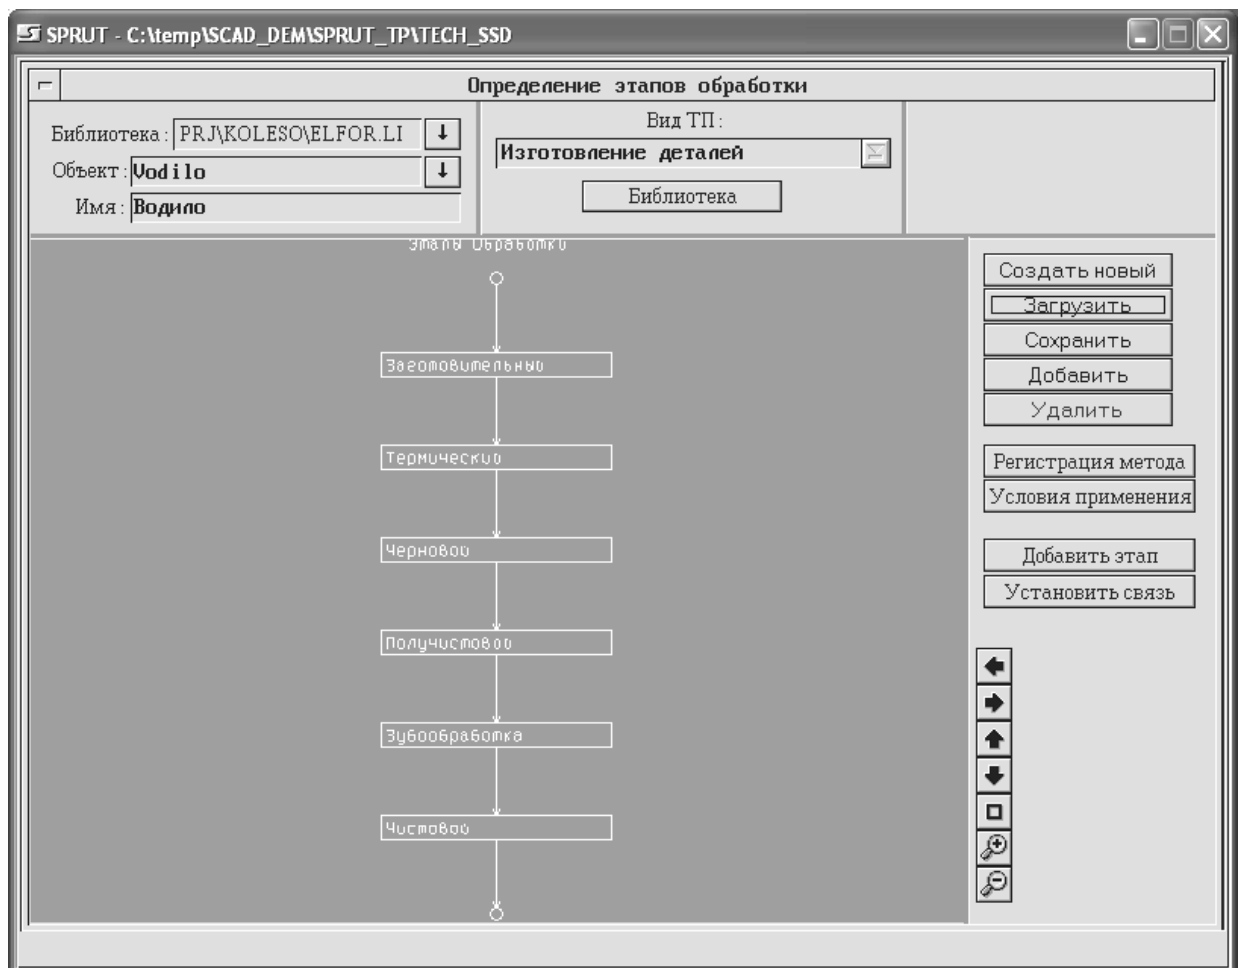 SPRUT - C:\temp\SCAD_DEM\SPRUT_TP\TECH_SSD
Определение этапов обработки
Библиотека : PRJ\KOLESO\ELFOR.LI
Объект : Vodilo
Имя : Водило
Вид ТП :
Изготовление деталей
Библиотека
Этапы Обработки
Заготовительный
Термический
Черновой
Получистовой
Зубообработка
Чистовой
Создать новый
Загрузить
Сохранить
Добавить
Удалить
Регистрация метода
Условия применения
Добавить этап
Установить связь